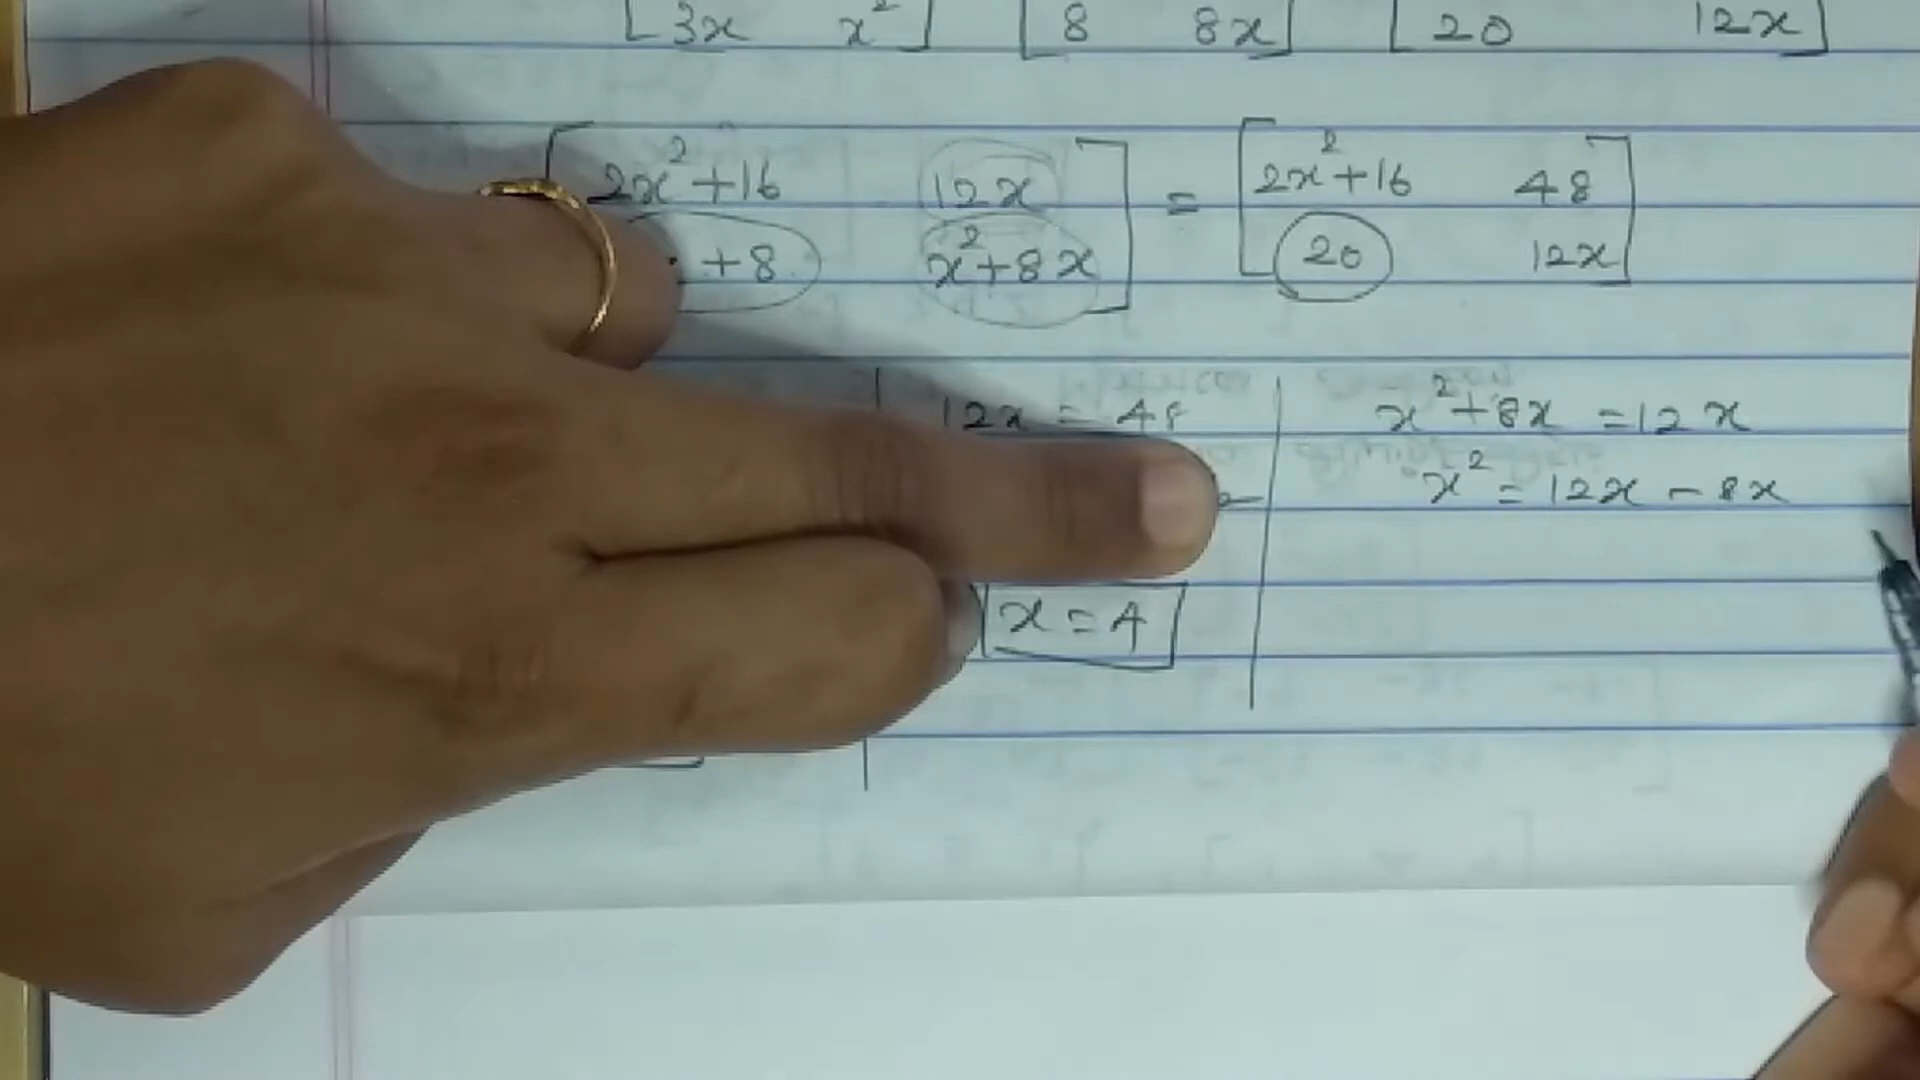 [3x x²] [8 8x] [20 12x]
[2x²+16 12x] = [2x²+16 48]
+8 x²+8x 20 12x
12x = 48 x²+8x = 12x
x² = 12x - 8x
x = 4